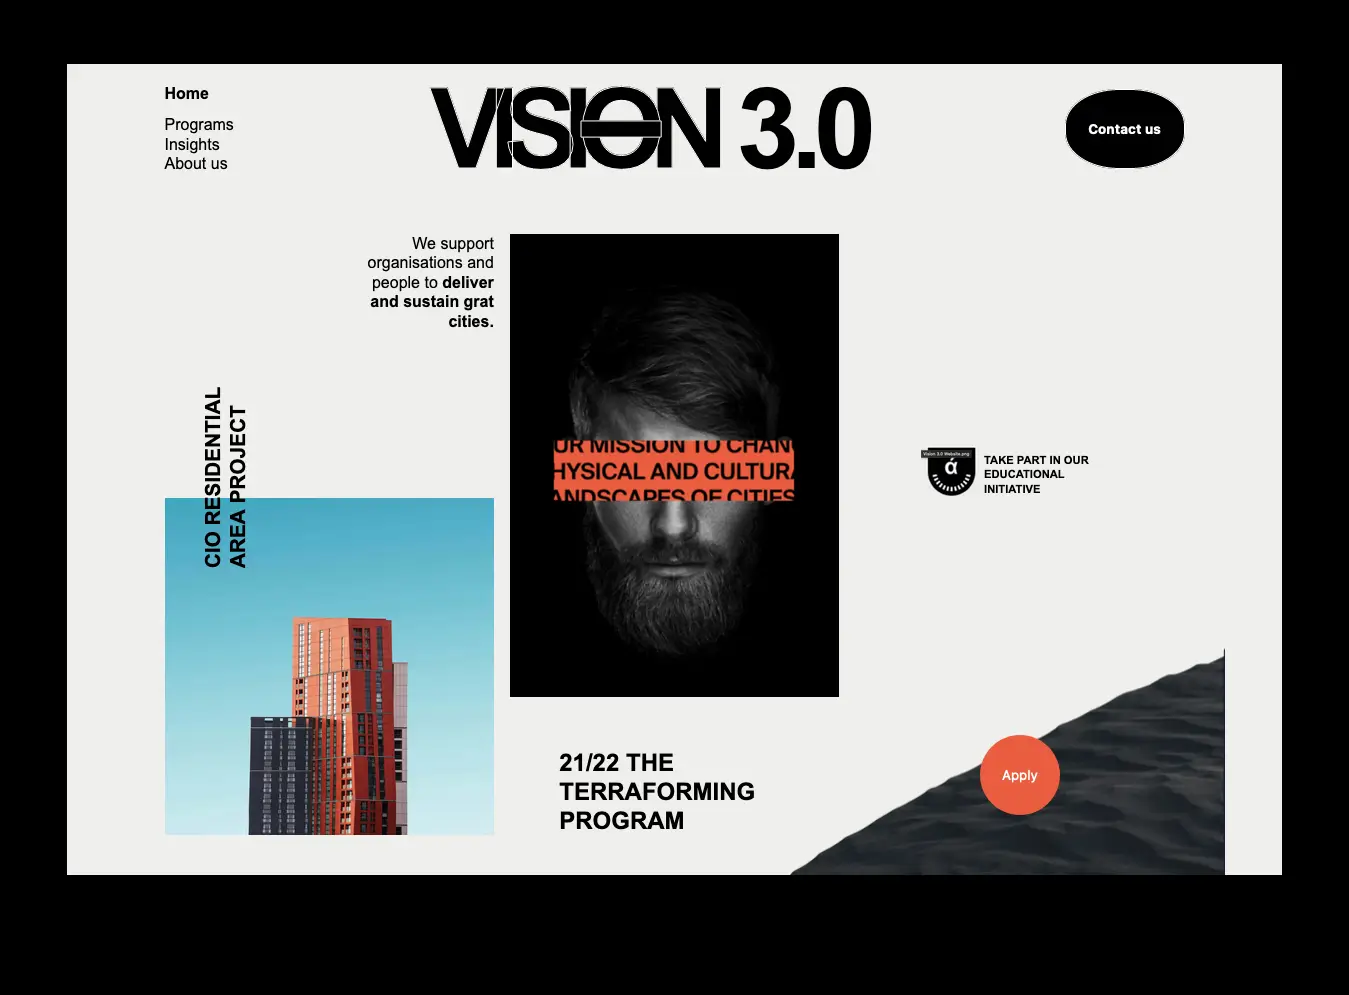 Home
Programs
Insights
About us
VISION 3.0
Contact us
We support
organisations and
people to deliver
and sustain grat
cities.
CIO RESIDENTIAL
AREA PROJECT
UR MISSION TO CHAN
HYSICAL AND CULTUR
ANDSCAPES OF CITIES
Vision 3.0 Website.png
ά
TAKE PART IN OUR
EDUCATIONAL
INITIATIVE
21/22 THE
TERRAFORMING
PROGRAM
Apply